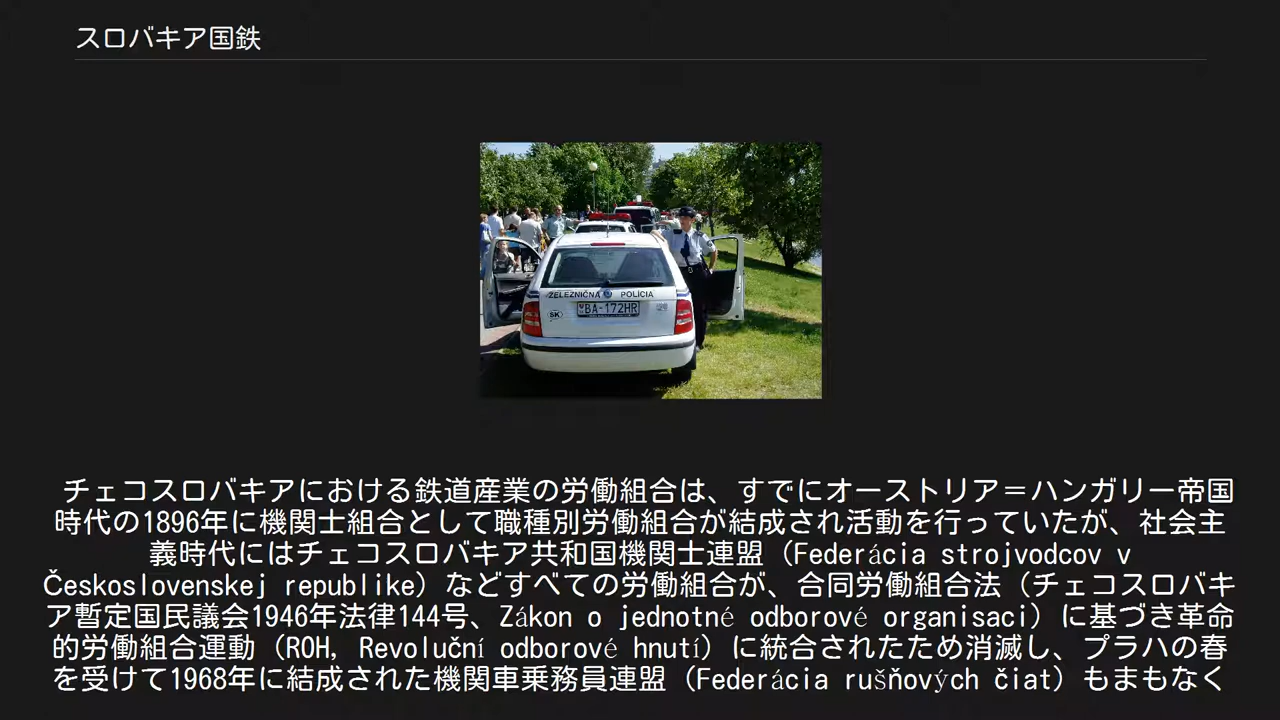 スロバキア国鉄
ŽELEZNIČNÁ POLÍCIA
SK
BA-172HR
チェコスロバキアにおける鉄道産業の労働組合は、すでにオーストリア＝ハンガリー帝国
時代の1896年に機関士組合として職種別労働組合が結成され活動を行っていたが、社会主
義時代にはチェコスロバキア共和国機関士連盟（Federácia strojvodcov v
Československej republike）などすべての労働組合が、合同労働組合法（チェコスロバキ
ア暫定国民議会1946年法律144号、Zákon o jednotné odborové organisaci）に基づき革命
的労働組合運動（ROH, Revoluční odborové hnutí）に統合されたため消滅し、プラハの春
を受けて1968年に結成された機関車乗務員連盟（Federácia rušňových čiat）もまもなく